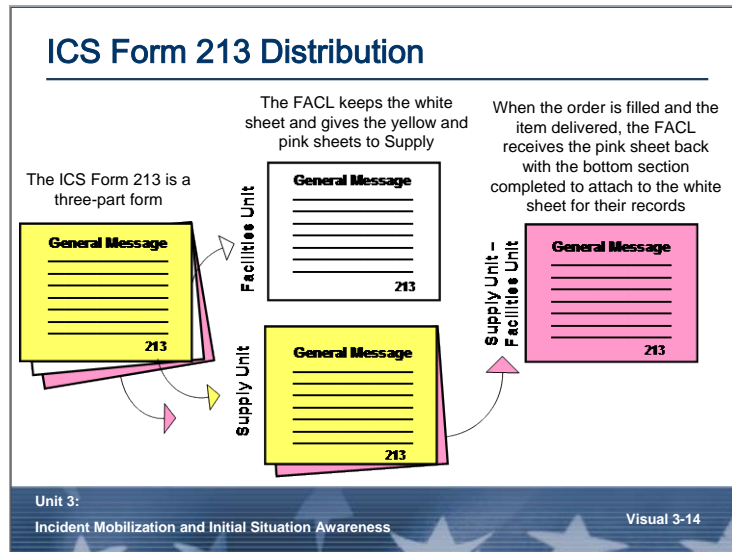 ICS Form 213 Distribution
The ICS Form 213 is a
three-part form
General Message
213
The FACL keeps the white
sheet and gives the yellow and
pink sheets to Supply
Facilities Unit
General Message
213
Supply Unit
General Message
213
When the order is filled and the
item delivered, the FACL
receives the pink sheet back
with the bottom section
completed to attach to the white
sheet for their records
Supply Unit –
Facilities Unit
General Message
213
Unit 3:
Incident Mobilization and Initial Situation Awareness
Visual 3-14